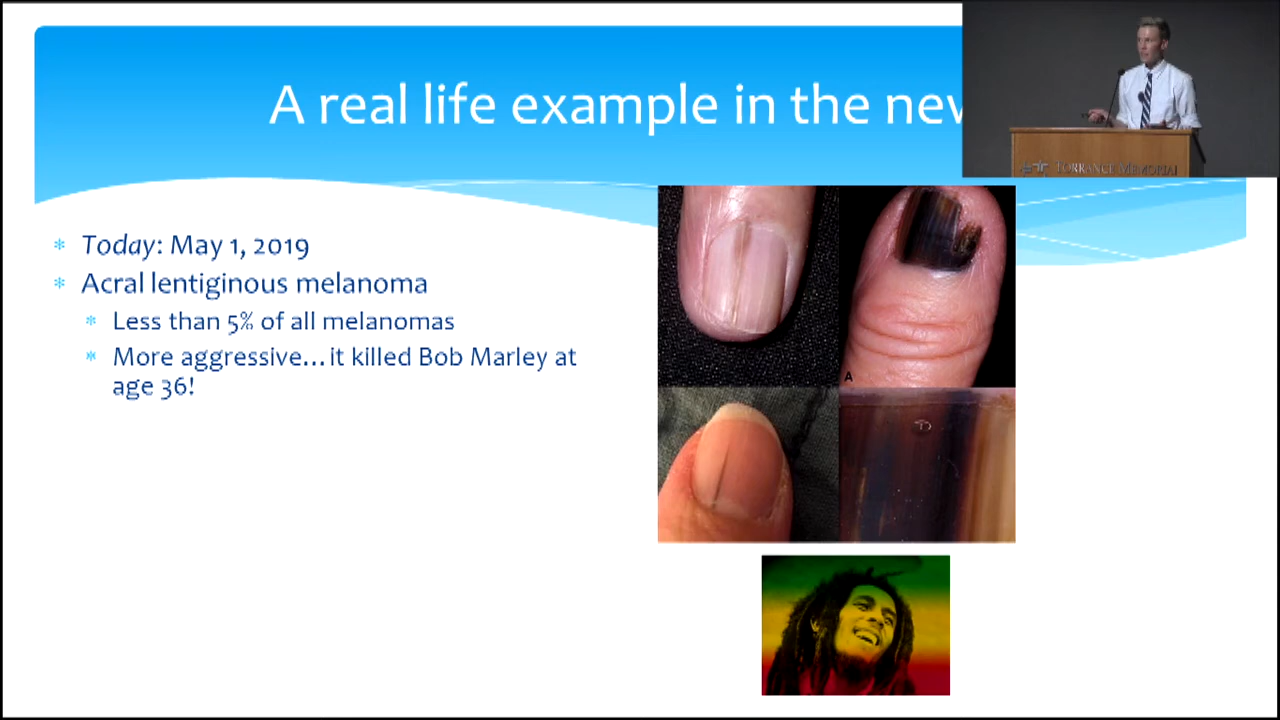 A real life example in the
TORRANCE MEMORIAL
Today: May 1, 2019
Acral lentiginous melanoma
Less than 5% of all melanomas
More aggressive...it killed Bob Marley at
age 36!
A